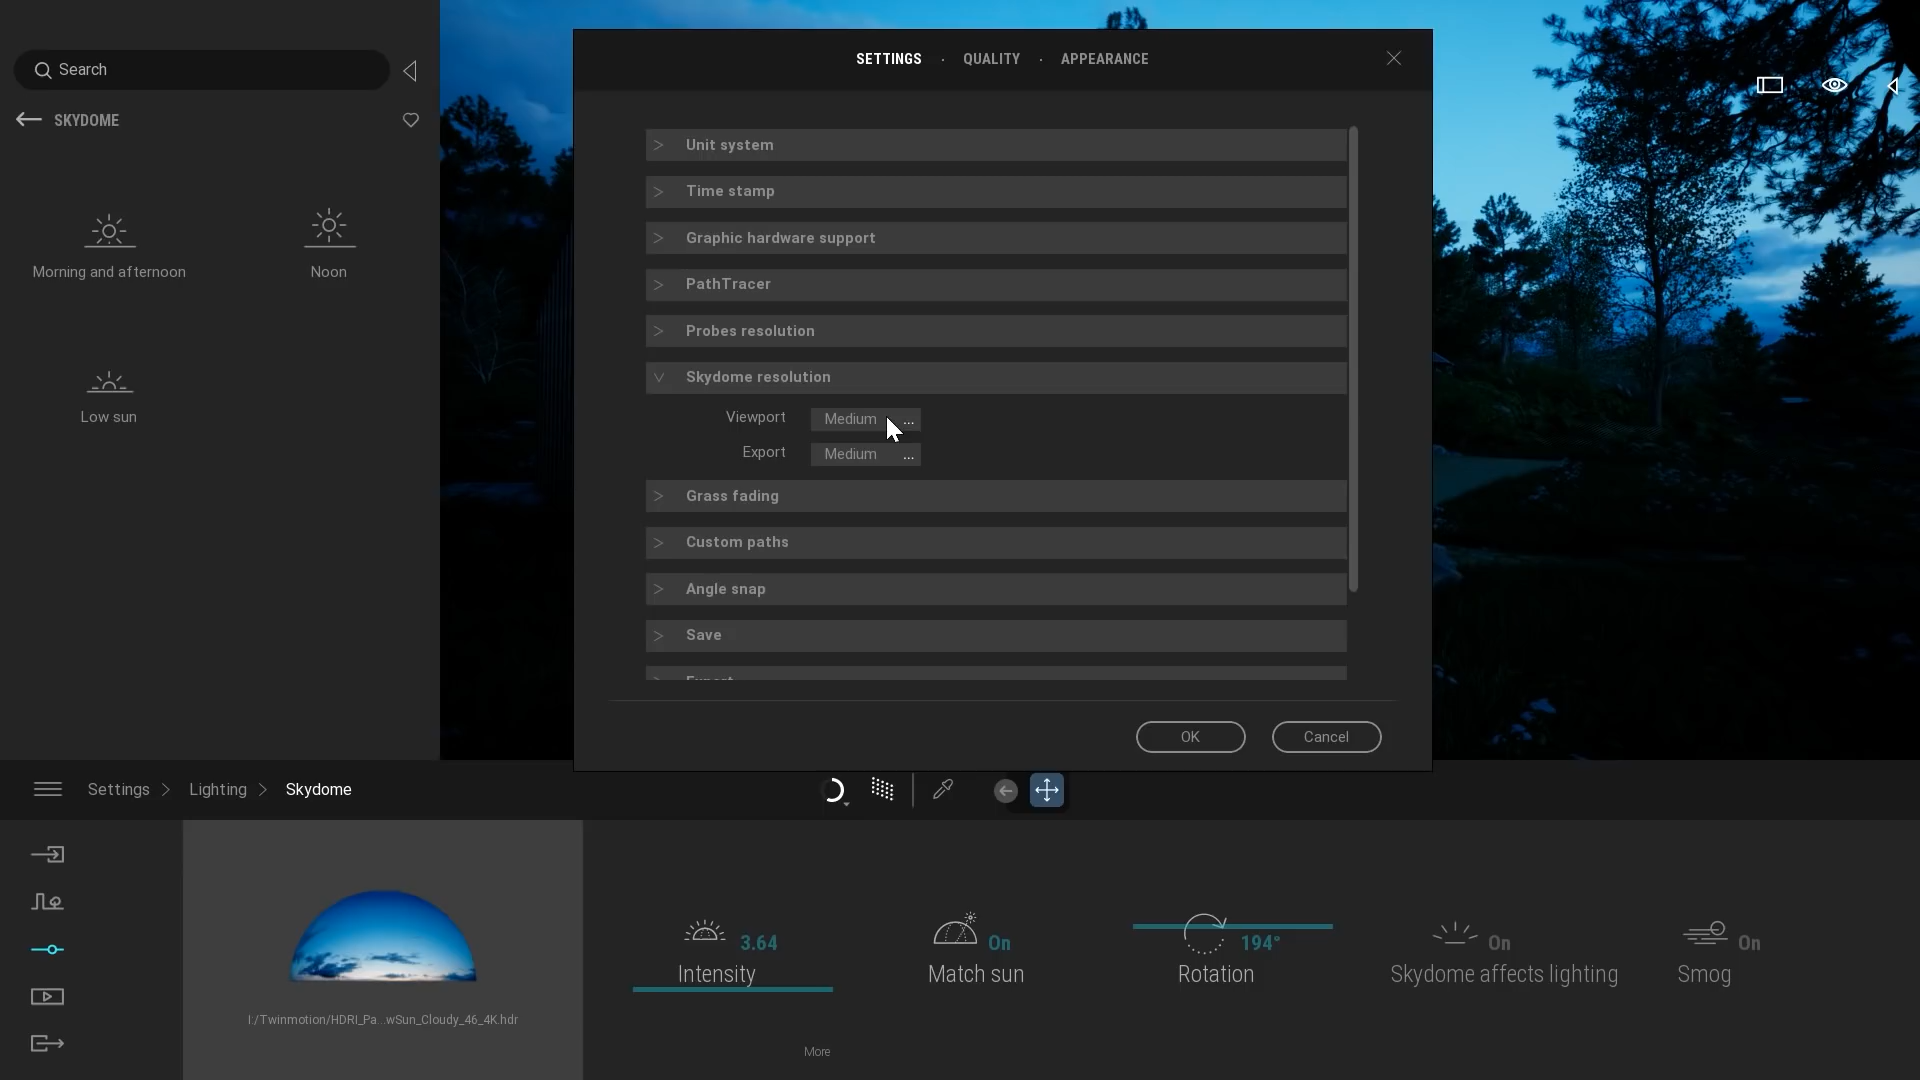 Search
SKYDOME
Morning and afternoon
Noon
Low sun
SETTINGS · QUALITY · APPEARANCE
Unit system
Time stamp
Graphic hardware support
PathTracer
Probes resolution
Skydome resolution
Viewport Medium ...
Export Medium ...
Grass fading
Custom paths
Angle snap
Save
Export
OK Cancel
Settings > Lighting > Skydome
I:/Twinmotion/HDRI_Pa...wSun_Cloudy_46_4K.hdr
3.64
Intensity
On
Match sun
194°
Rotation
On
Skydome affects lighting
On
Smog
More